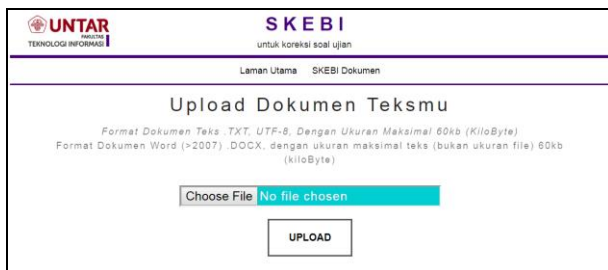 UNTAR
FAKULTAS
TEKNOLOGI INFORMASI
SKEBI
untuk koreksi soal ujian
Laman Utama SKEBI Dokumen
Upload Dokumen Teksmu
Format Dokumen Teks .TXT, UTF-8, Dengan Ukuran Maksimal 60kb (KiloByte)
Format Dokumen Word (>2007) .DOCX, dengan ukuran maksimal teks (bukan ukuran file) 60kb
(kiloByte)
Choose File No file chosen
UPLOAD